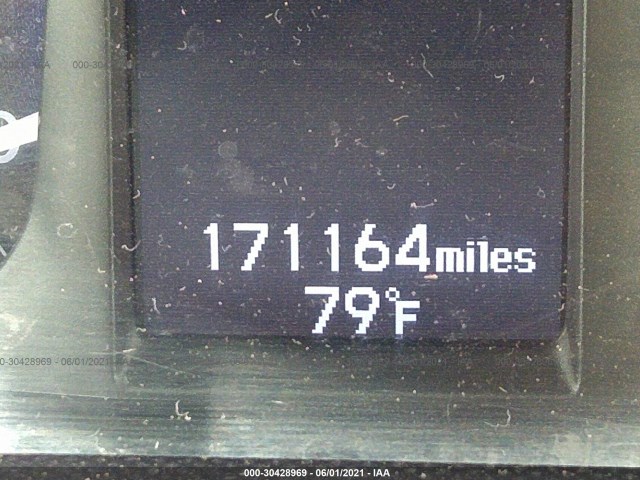 000-30428969 - 06/01/2021 - IAA
171164miles
79°F
000-30428969 - 06/01/2021 - IAA